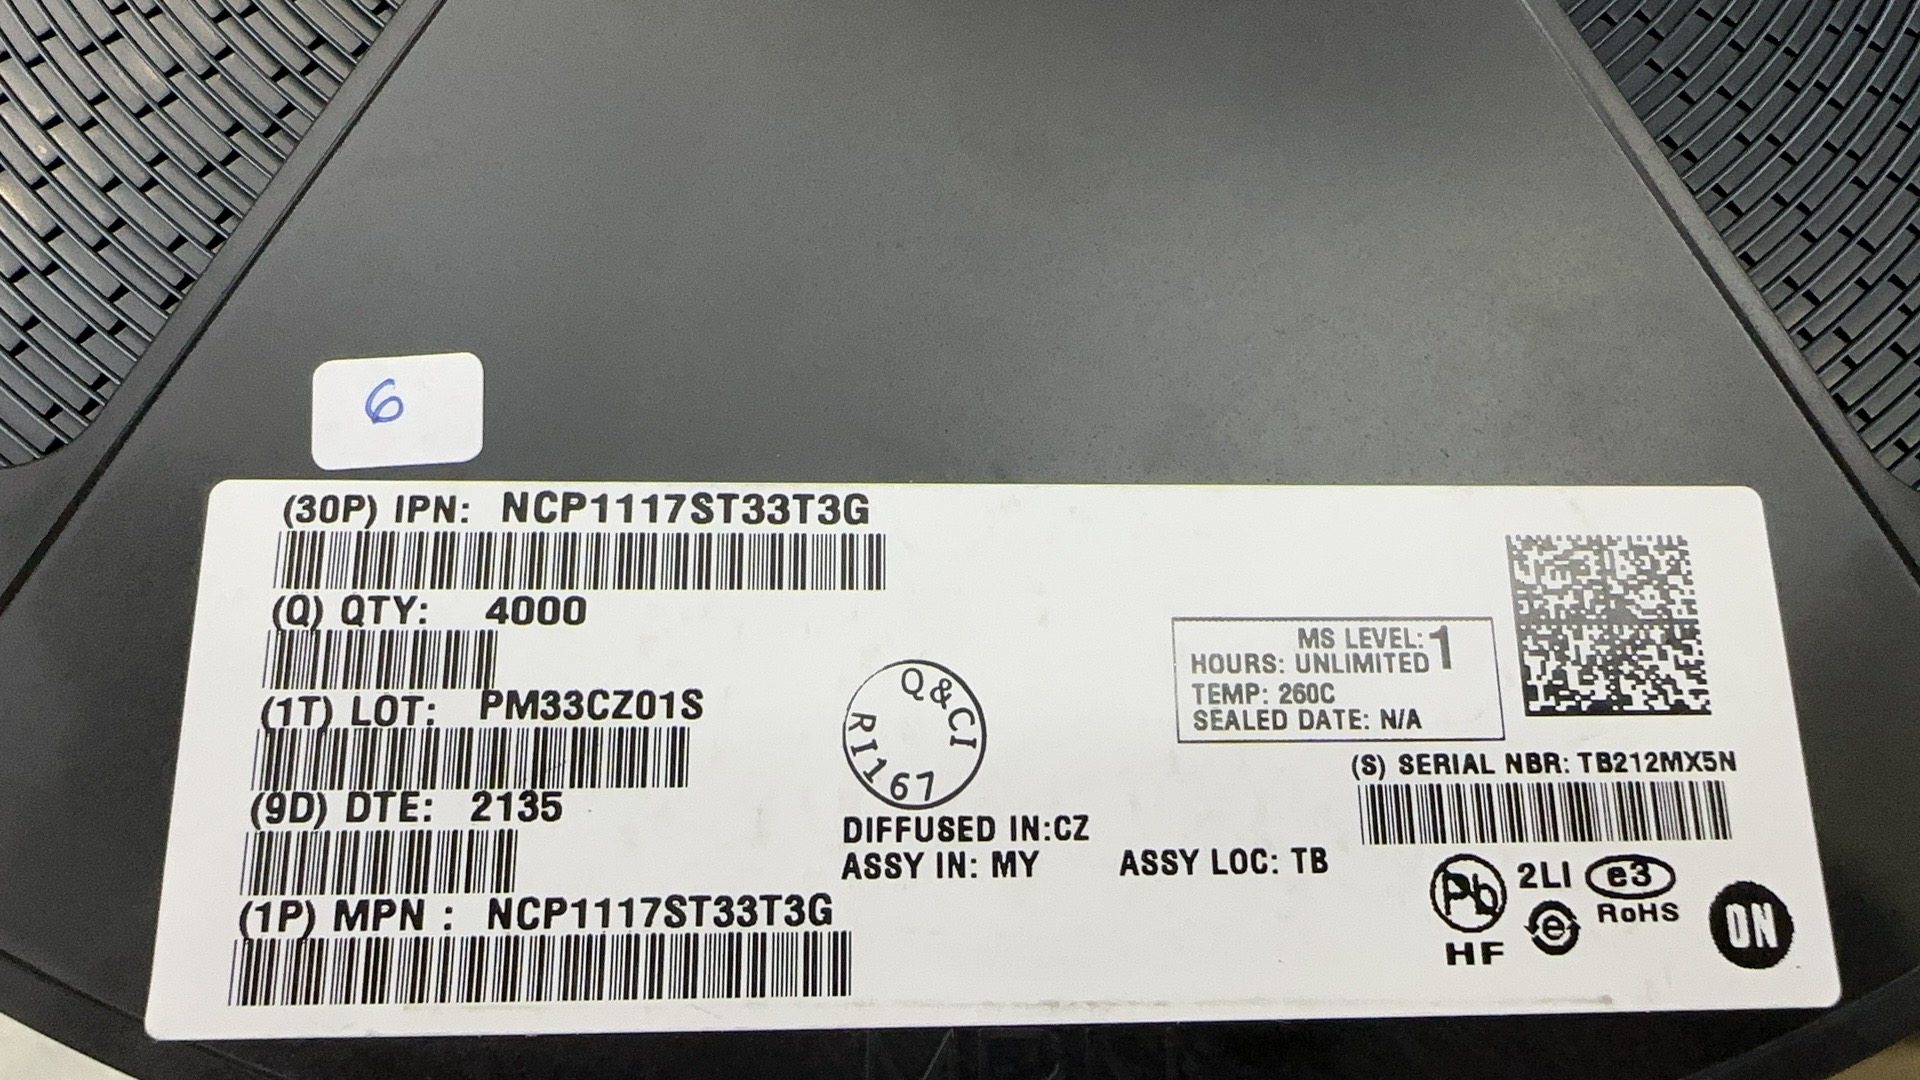 6
(30P) IPN: NCP1117ST33T3G
(Q) QTY: 4000
(1T) LOT: PM33CZ01S
(9D) DTE: 2135
(1P) MPN : NCP1117ST33T3G
Q&CI
RI167
DIFFUSED IN:CZ
ASSY IN: MY ASSY LOC: TB
MS LEVEL: 1
HOURS: UNLIMITED
TEMP: 260C
SEALED DATE: N/A
(S) SERIAL NBR: TB212MX5N
Pb 2LI e3
e RoHS
HF
ON